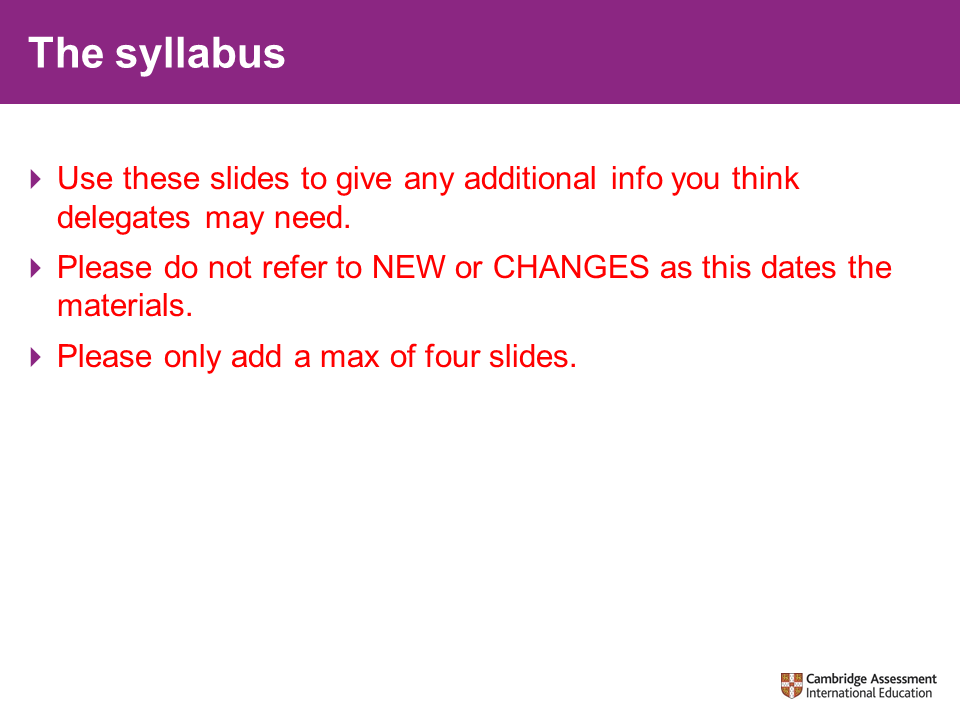 The syllabus
Use these slides to give any additional info you think
delegates may need.
Please do not refer to NEW or CHANGES as this dates the
materials.
Please only add a max of four slides.
Cambridge Assessment
International Education